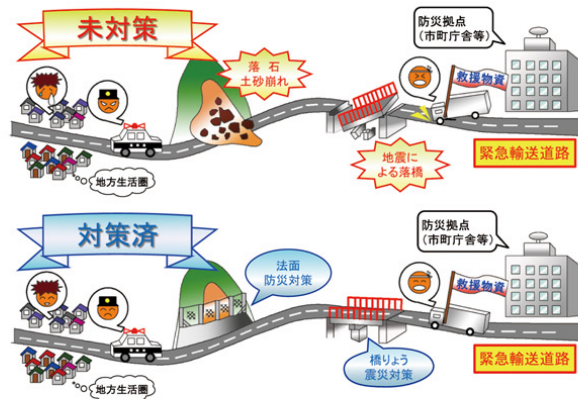 未対策
落石
土砂崩れ
防災拠点
(市町庁舎等)
救援物資
地震に
よる落橋
緊急輸送道路
地方生活圏
対策済
法面
防災対策
防災拠点
(市町庁舎等)
救援物資
橋りょう
震災対策
緊急輸送道路
地方生活圏